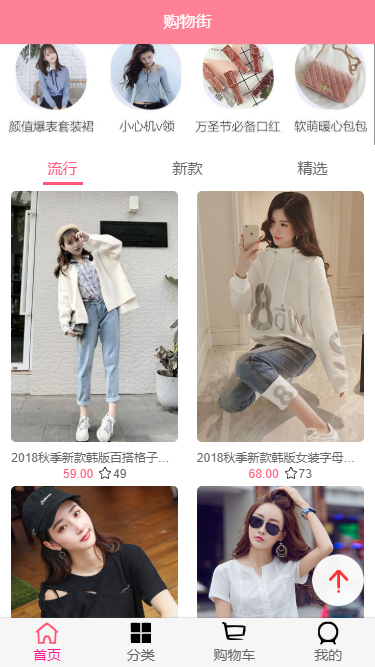 购物街
颜值爆表套装裙 小心机v领 万圣节必备口红 软萌暖心包包
流行 新款 精选
2018秋季新款韩版百搭格子... 2018秋季新款韩版女装字母...
59.00 49 68.00 73
首页 分类 购物车 我的